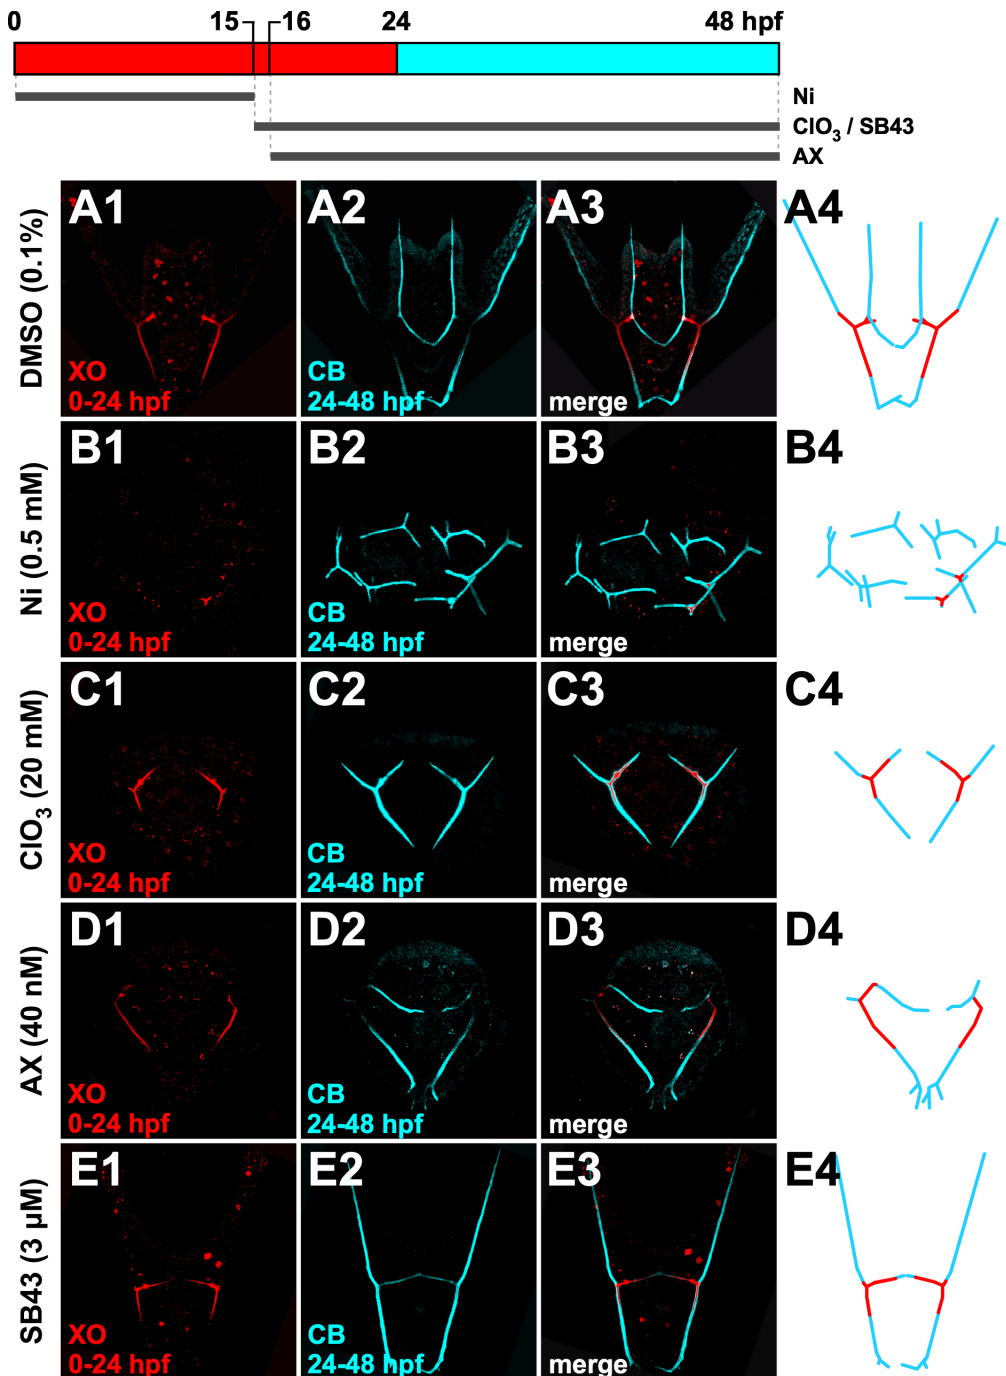 0 15 16 24 48 hpf
Ni
ClO₃ / SB43
AX
DMSO (0.1%)
A1 A2 A3 A4
XO CB
0-24 hpf 24-48 hpf merge
Ni (0.5 mM)
B1 B2 B3 B4
XO CB
0-24 hpf 24-48 hpf merge
ClO₃ (20 mM)
C1 C2 C3 C4
XO CB
0-24 hpf 24-48 hpf merge
AX (40 nM)
D1 D2 D3 D4
XO CB
0-24 hpf 24-48 hpf merge
SB43 (3 µM)
E1 E2 E3 E4
XO CB
0-24 hpf 24-48 hpf merge